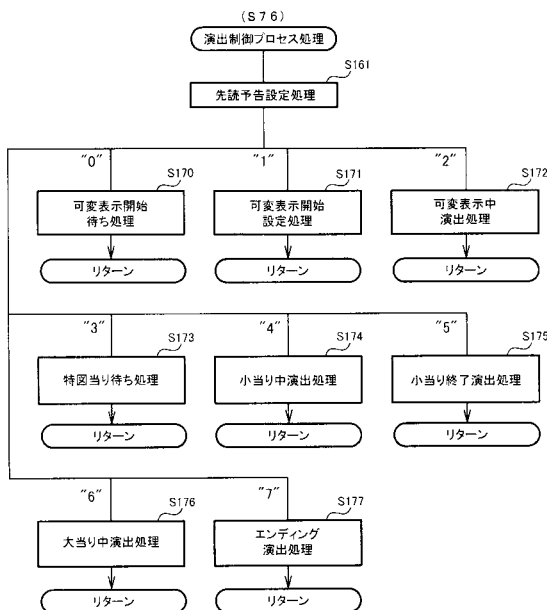 (S76)
演出制御プロセス処理
S161
先読予告設定処理
"0"
"1"
"2"
S170
S171
S172
可変表示開始
待ち処理
可変表示開始
設定処理
可変表示中
演出処理
リターン
リターン
リターン
"3"
"4"
"5"
S173
S174
S175
特図当り待ち処理
小当り中演出処理
小当り終了演出処理
リターン
リターン
リターン
"6"
"7"
S176
S177
大当り中演出処理
エンディング
演出処理
リターン
リターン